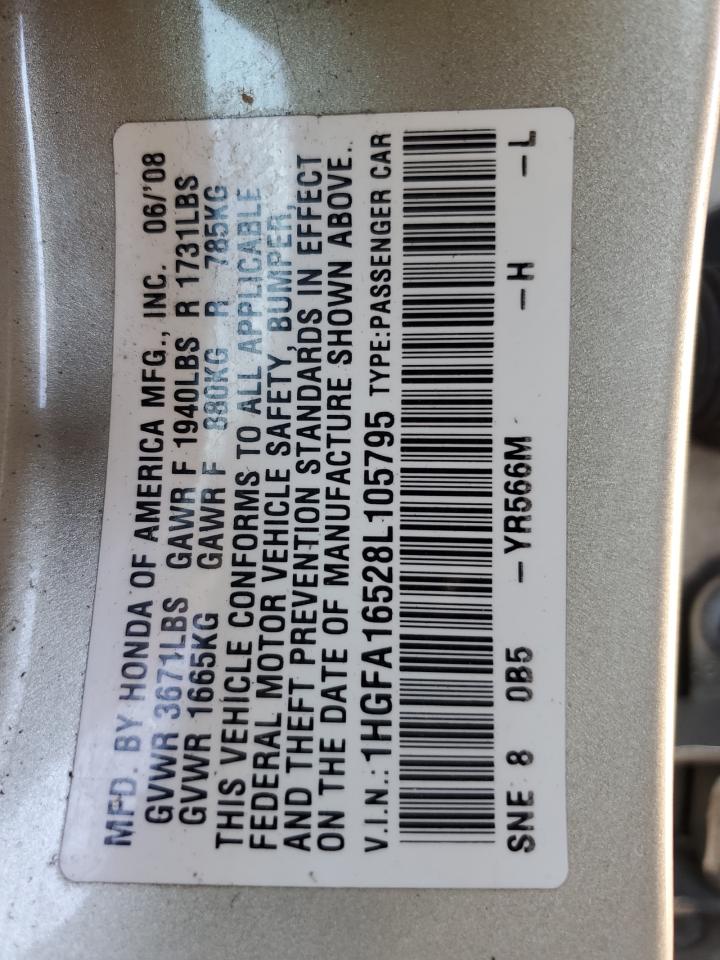 MFD. BY HONDA OF AMERICA MFG., INC. 06/'08
GVWR 3671LBS GAWR F 1940LBS R 1731LBS
GVWR 1665KG GAWR F 880KG R 785KG
THIS VEHICLE CONFORMS TO ALL APPLICABLE
FEDERAL MOTOR VEHICLE SAFETY, BUMPER,
AND THEFT PREVENTION STANDARDS IN EFFECT
ON THE DATE OF MANUFACTURE SHOWN ABOVE..
V.I.N.: 1HGFA16528L105795 TYPE:PASSENGER CAR
SNE 8 0B5 -YR566M -H -L